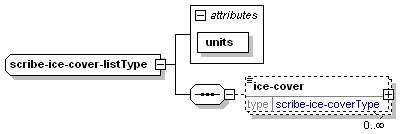 attributes
units
scribe-ice-cover-listType
ice-cover
type scribe-ice-coverType
0..∞